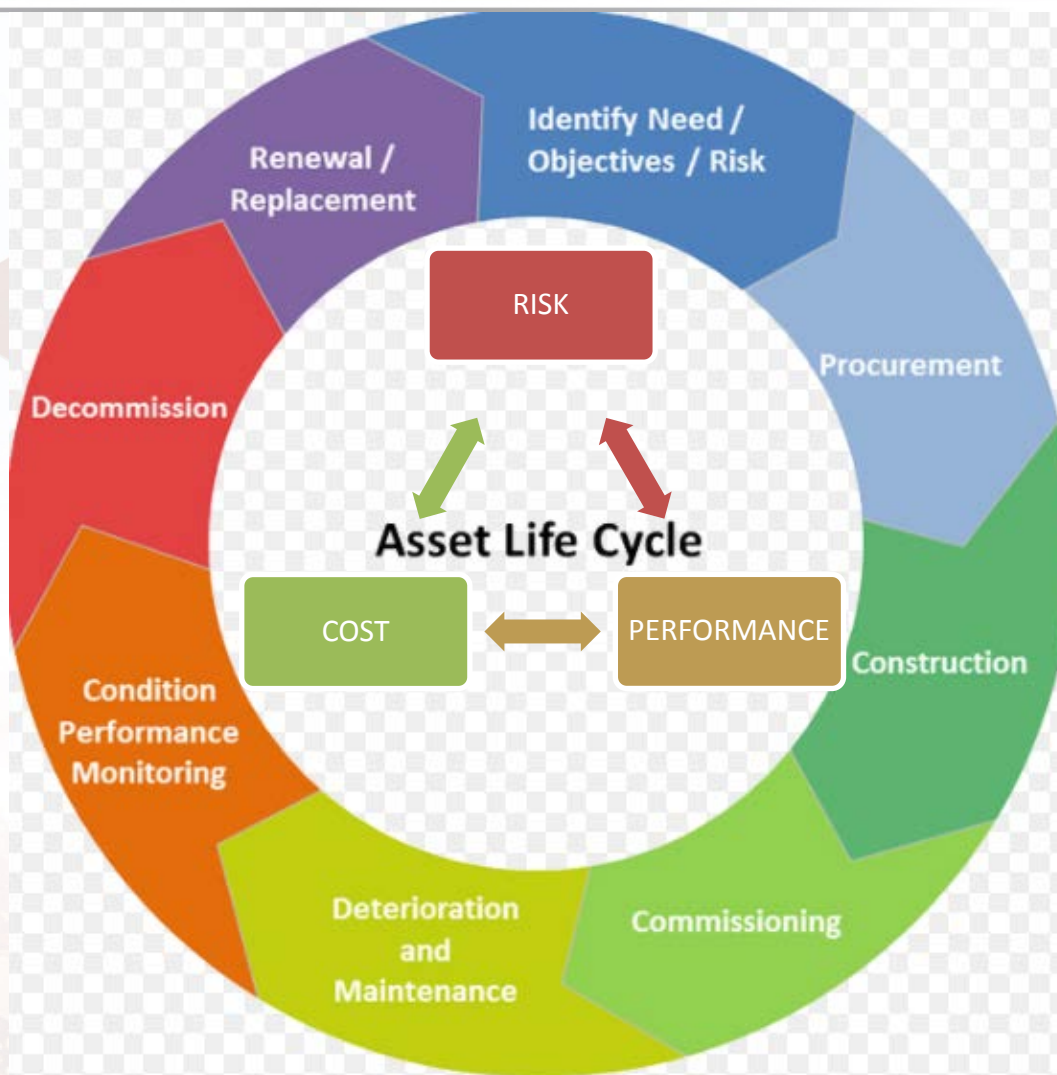 Identify Need /
Objectives / Risk
Procurement
Construction
Commissioning
Deterioration
and
Maintenance
Condition
Performance
Monitoring
Decommission
Renewal /
Replacement
RISK
Asset Life Cycle
COST
PERFORMANCE